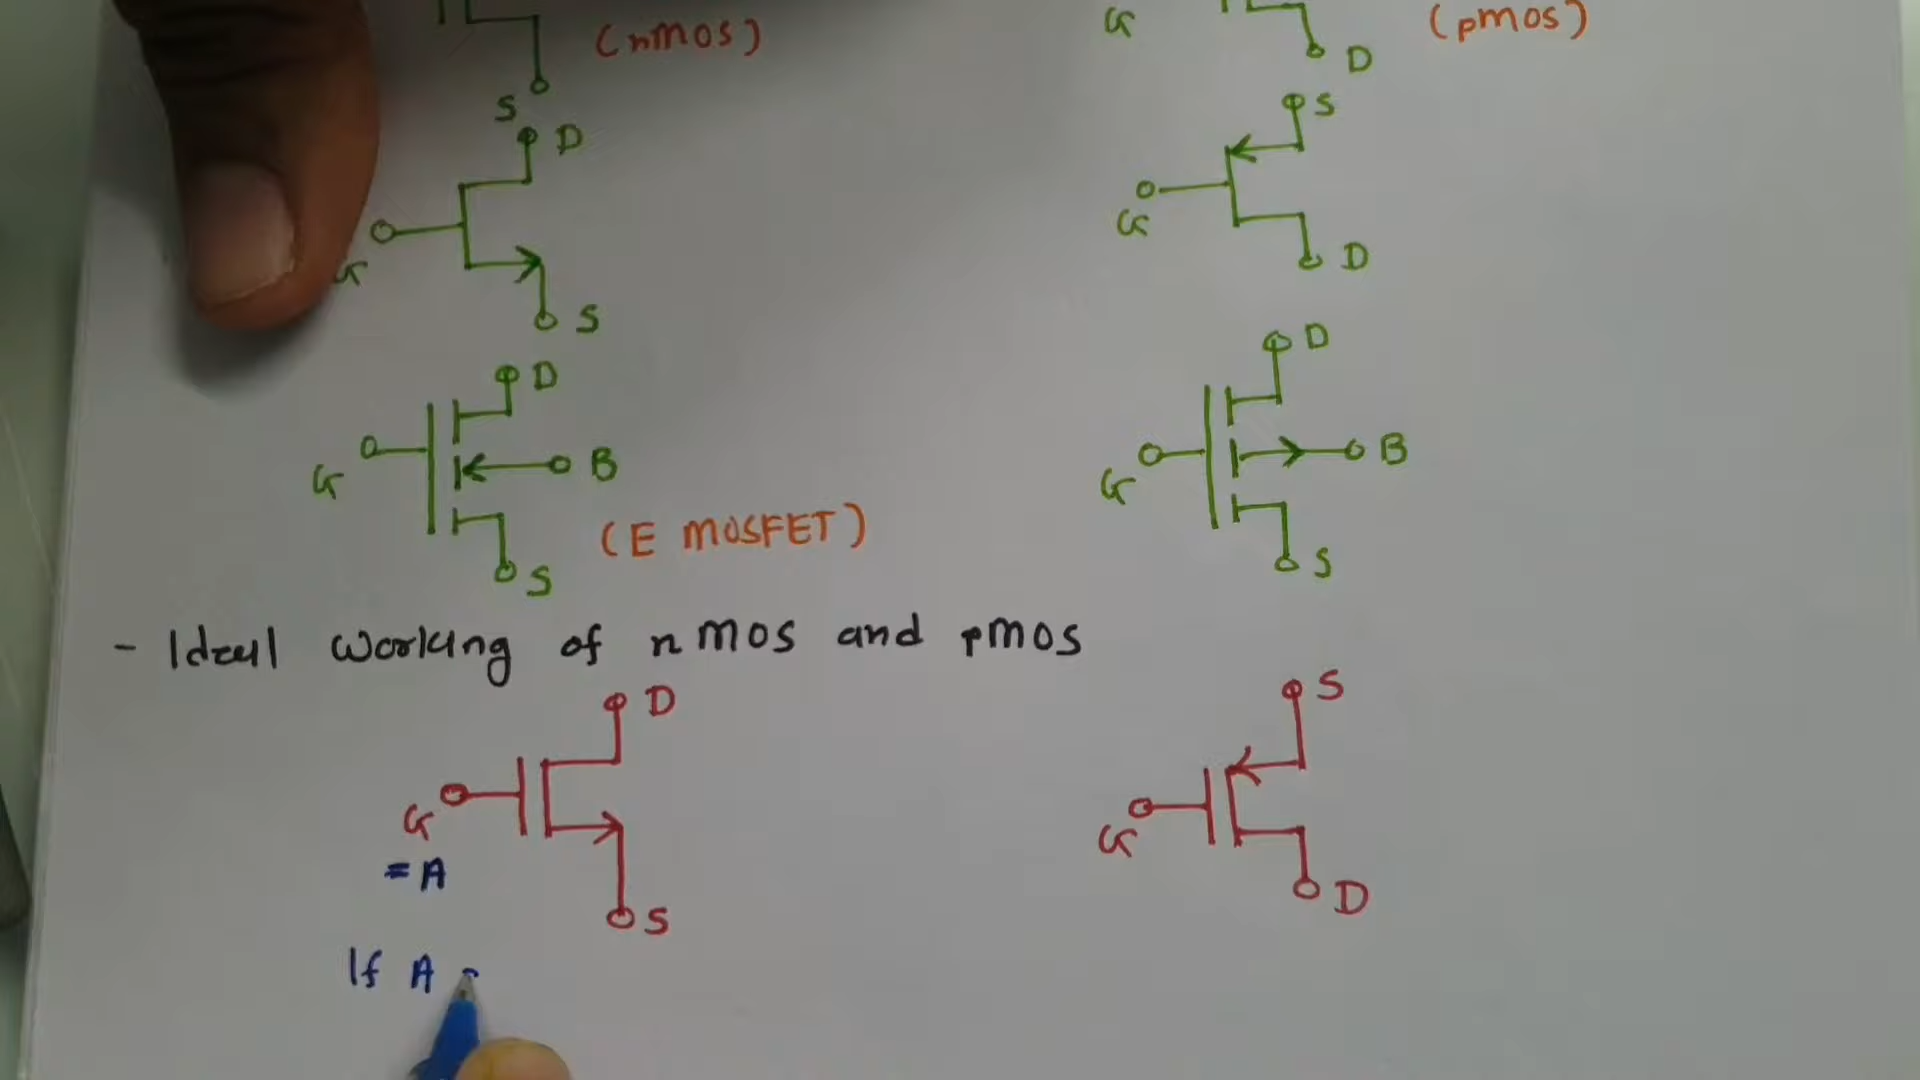 (nMOS)
G
(pMOS)
D
S
D
G
S
S
G
D
D
G
B
S
(E MOSFET)
D
G
B
S
- Ideal Working of nMOS and pMOS
D
G
= A
S
S
G
D
If A